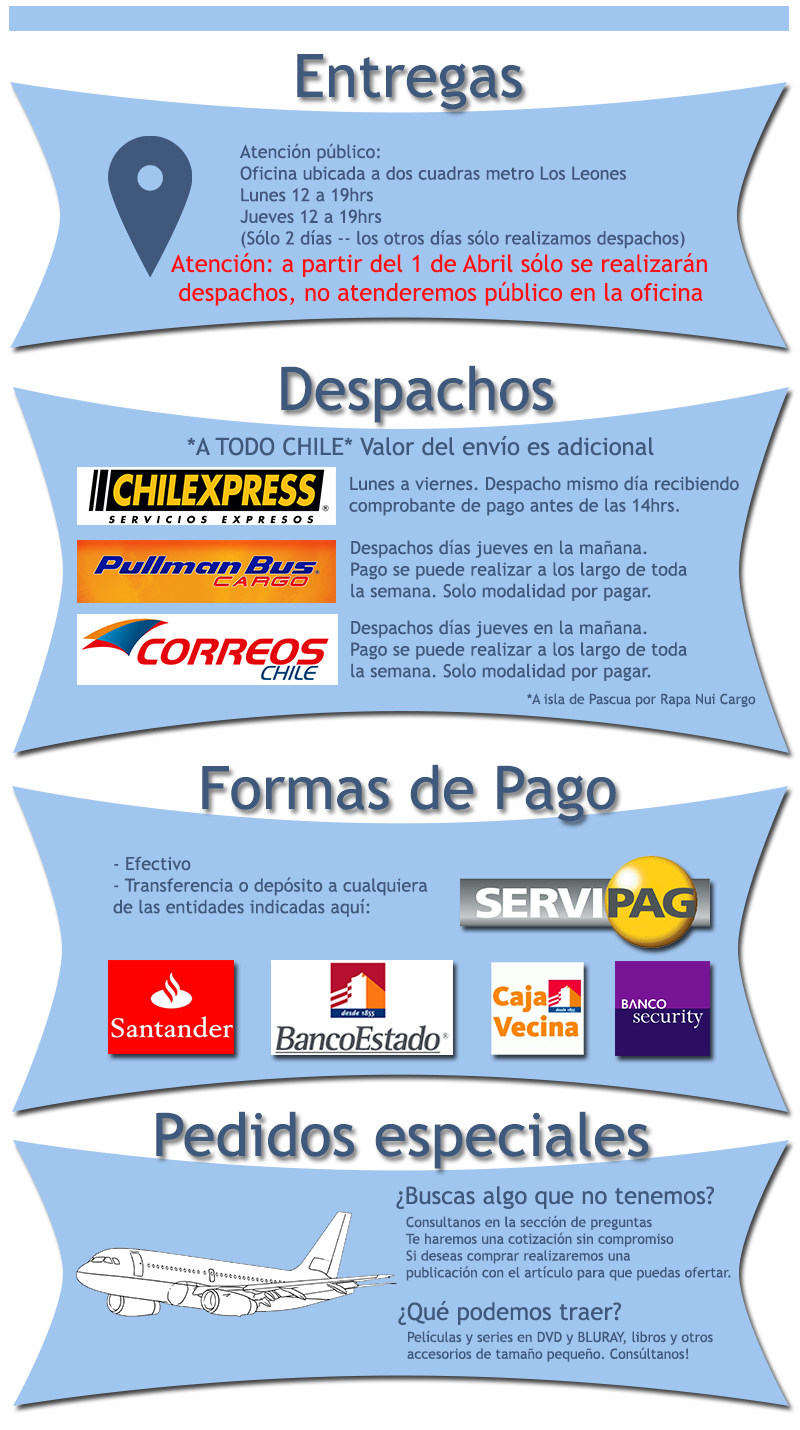 Entregas
Atención público:
Oficina ubicada a dos cuadras metro Los Leones
Lunes 12 a 19hrs
Jueves 12 a 19hrs
(Sólo 2 días -- los otros días sólo realizamos despachos)
Atención: a partir del 1 de Abril sólo se realizarán
despachos, no atenderemos público en la oficina
Despachos
*A TODO CHILE* Valor del envío es adicional
CHILEXPRESS®
SERVICIOS EXPRESOS
Lunes a viernes. Despacho mismo día recibiendo
comprobante de pago antes de las 14hrs.
Pullman Bus®
CARGO
Despachos días jueves en la mañana.
Pago se puede realizar a los largo de toda
la semana. Solo modalidad por pagar.
CORREOS
CHILE
Despachos días jueves en la mañana.
Pago se puede realizar a los largo de toda
la semana. Solo modalidad por pagar.
*A isla de Pascua por Rapa Nui Cargo
Formas de Pago
- Efectivo
- Transferencia o depósito a cualquiera
de las entidades indicadas aquí:
SERVIPAG
Santander
desde 1855
BancoEstado®
Caja
desde 1855
Vecina
BANCO
security
Pedidos especiales
¿Buscas algo que no tenemos?
Consultanos en la sección de preguntas
Te haremos una cotización sin compromiso
Si deseas comprar realizaremos una
publicación con el artículo para que puedas ofertar.
¿Qué podemos traer?
Películas y series en DVD y BLURAY, libros y otros
accesorios de tamaño pequeño. Consúltanos!